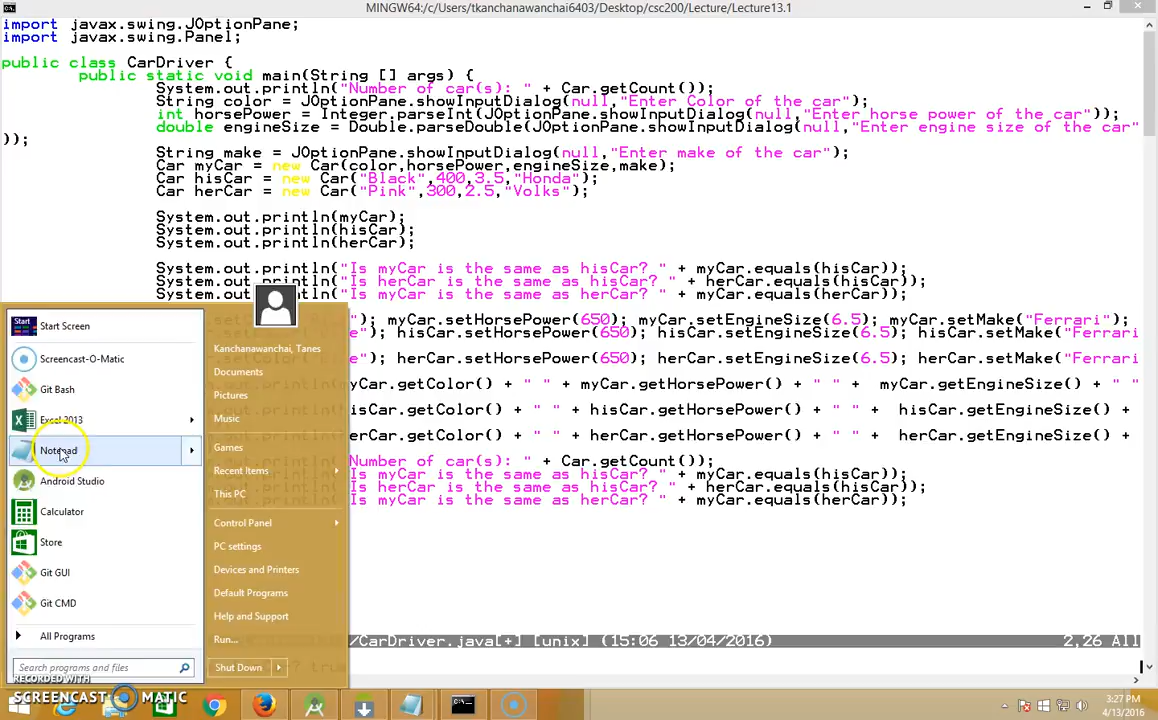 MINGW64:/c/Users/tkanchanawanchai6403/Desktop/csc200/Lecture/Lecture13.1
import javax.swing.JOptionPane;
import javax.swing.Panel;
public class CarDriver {
public static void main(String [] args) {
System.out.println("Number of car(s): " + Car.getCount());
String color = JOptionPane.showInputDialog(null,"Enter Color of the car");
int horsePower = Integer.parseInt(JOptionPane.showInputDialog(null,"Enter horse power of the car"));
double engineSize = Double.parseDouble(JOptionPane.showInputDialog(null,"Enter engine size of the car"
));
String make = JOptionPane.showInputDialog(null,"Enter make of the car");
Car myCar = new Car(color,horsePower,engineSize,make);
Car hisCar = new Car("Black",400,3.5,"Honda");
Car herCar = new Car("Pink",300,2.5,"Volks");
System.out.println(myCar);
System.out.println(hisCar);
System.out.println(herCar);
System.out.println("Is myCar is the same as hisCar? " + myCar.equals(hisCar));
System.out.println("Is herCar is the same as hisCar? " + herCar.equals(hisCar));
System.out.println("Is myCar is the same as herCar? " + myCar.equals(herCar));
"); myCar.setHorsePower(650); myCar.setEngineSize(6.5); myCar.setMake("Ferrari");
e"); hisCar.setHorsePower(650); hisCar.setEngineSize(6.5); hisCar.setMake("Ferrari
e"); herCar.setHorsePower(650); herCar.setEngineSize(6.5); herCar.setMake("Ferrari
myCar.getColor() + " " + myCar.getHorsePower() + " " + myCar.getEngineSize() + " "
hisCar.getColor() + " " + hisCar.getHorsePower() + " " + hisCar.getEngineSize() +
herCar.getColor() + " " + herCar.getHorsePower() + " " + herCar.getEngineSize() +
Number of car(s): " + Car.getCount());
Is myCar is the same as hisCar? " + myCar.equals(hisCar));
Is herCar is the same as hisCar? " + herCar.equals(hisCar));
Is myCar is the same as herCar? " + myCar.equals(herCar));
/CarDriver.java[+] [unix] (15:06 13/04/2016) 2,26 All
Start Screen
Screencast-O-Matic
Git Bash
Excel 2013
Notepad
Android Studio
Calculator
Store
Git GUI
Git CMD
All Programs
Search programs and files
Kanchanawanchai, Tanes
Documents
Pictures
Music
Games
Recent Items
This PC
Control Panel
PC settings
Devices and Printers
Default Programs
Help and Support
Run...
Shut Down
RECORDED WITH
SCREENCAST MATIC
3:27 PM
4/13/2016